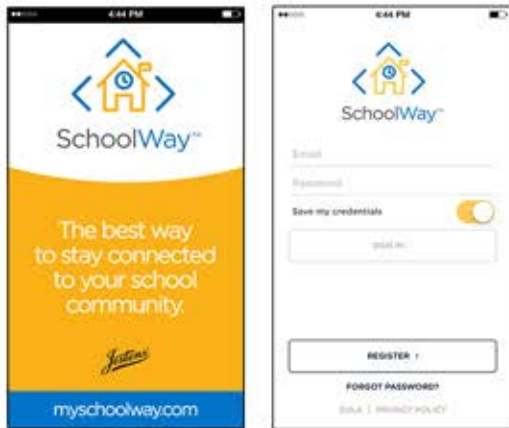 4:44 PM
SchoolWay™
The best way
to stay connected
to your school
community.
Jostens
myschoolway.com
4:44 PM
SchoolWay™
Email
Password
Save my credentials
SIGN IN
REGISTER ›
FORGOT PASSWORD?
EULA | PRIVACY POLICY